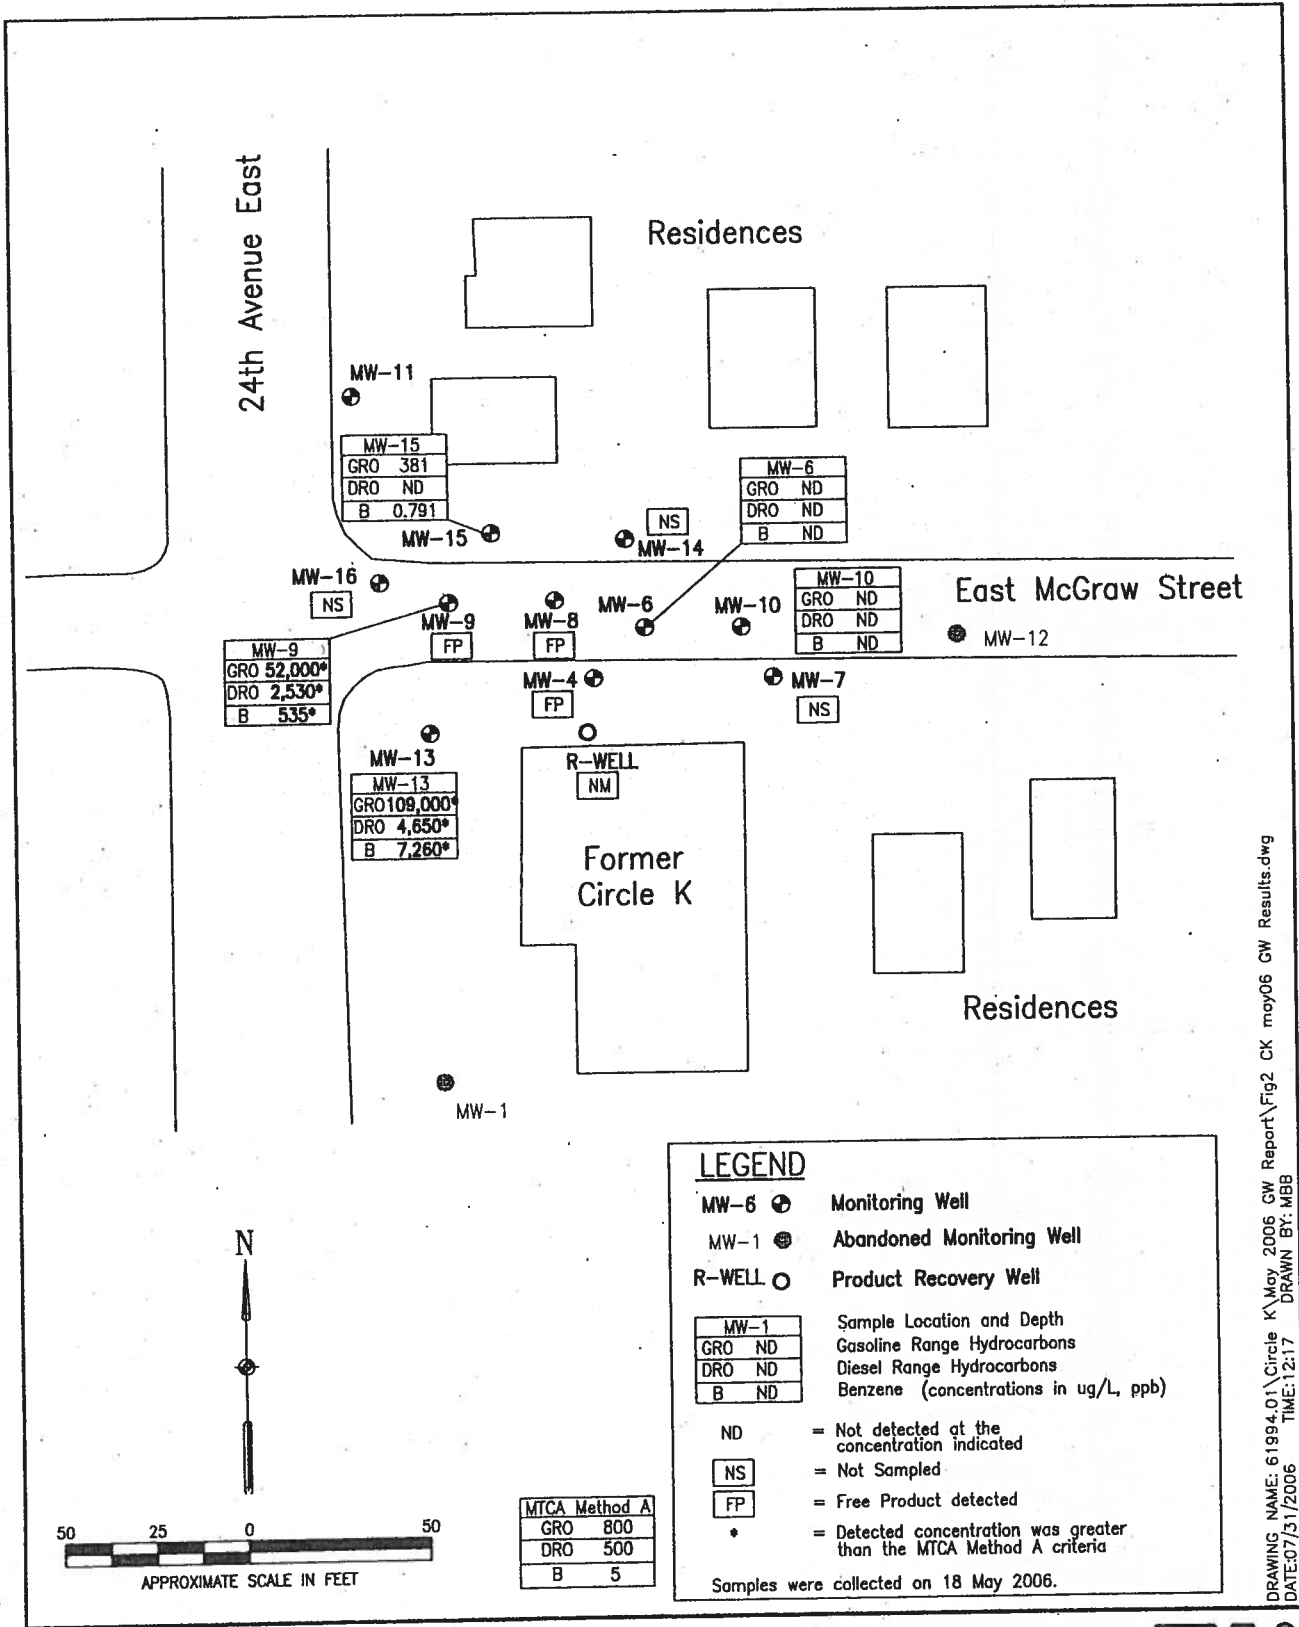 24th Avenue East
Residences
MW-11
MW-15
GRO 381
DRO ND
B 0.791
MW-15
NS
MW-14
MW-6
GRO ND
DRO ND
B ND
MW-16
NS
MW-9
FP
MW-8
FP
MW-6
MW-10
MW-10
GRO ND
DRO ND
B ND
East McGraw Street
MW-12
MW-9
GRO 52,000*
DRO 2,530*
B 535*
MW-4
FP
MW-7
NS
MW-13
MW-13
GRO 109,000*
DRO 4,650*
B 7,260*
R-WELL
NM
Former
Circle K
Residences
MW-1
LEGEND
MW-6 Monitoring Well
MW-1 Abandoned Monitoring Well
R-WELL Product Recovery Well
MW-1 Sample Location and Depth
GRO ND Gasoline Range Hydrocarbons
DRO ND Diesel Range Hydrocarbons
B ND Benzene (concentrations in ug/L, ppb)
ND = Not detected at the
concentration indicated
NS = Not Sampled
FP = Free Product detected
* = Detected concentration was greater
than the MTCA Method A criteria
Samples were collected on 18 May 2006.
N
50 25 0 50
APPROXIMATE SCALE IN FEET
MTCA Method A
GRO 800
DRO 500
B 5
DRAWING NAME: 61994.01\Circle K\May 2006 GW Report\Fig2 CK may06 GW Results.dwg
DATE:07/31/2006 TIME:12:17 DRAWN BY: MBB